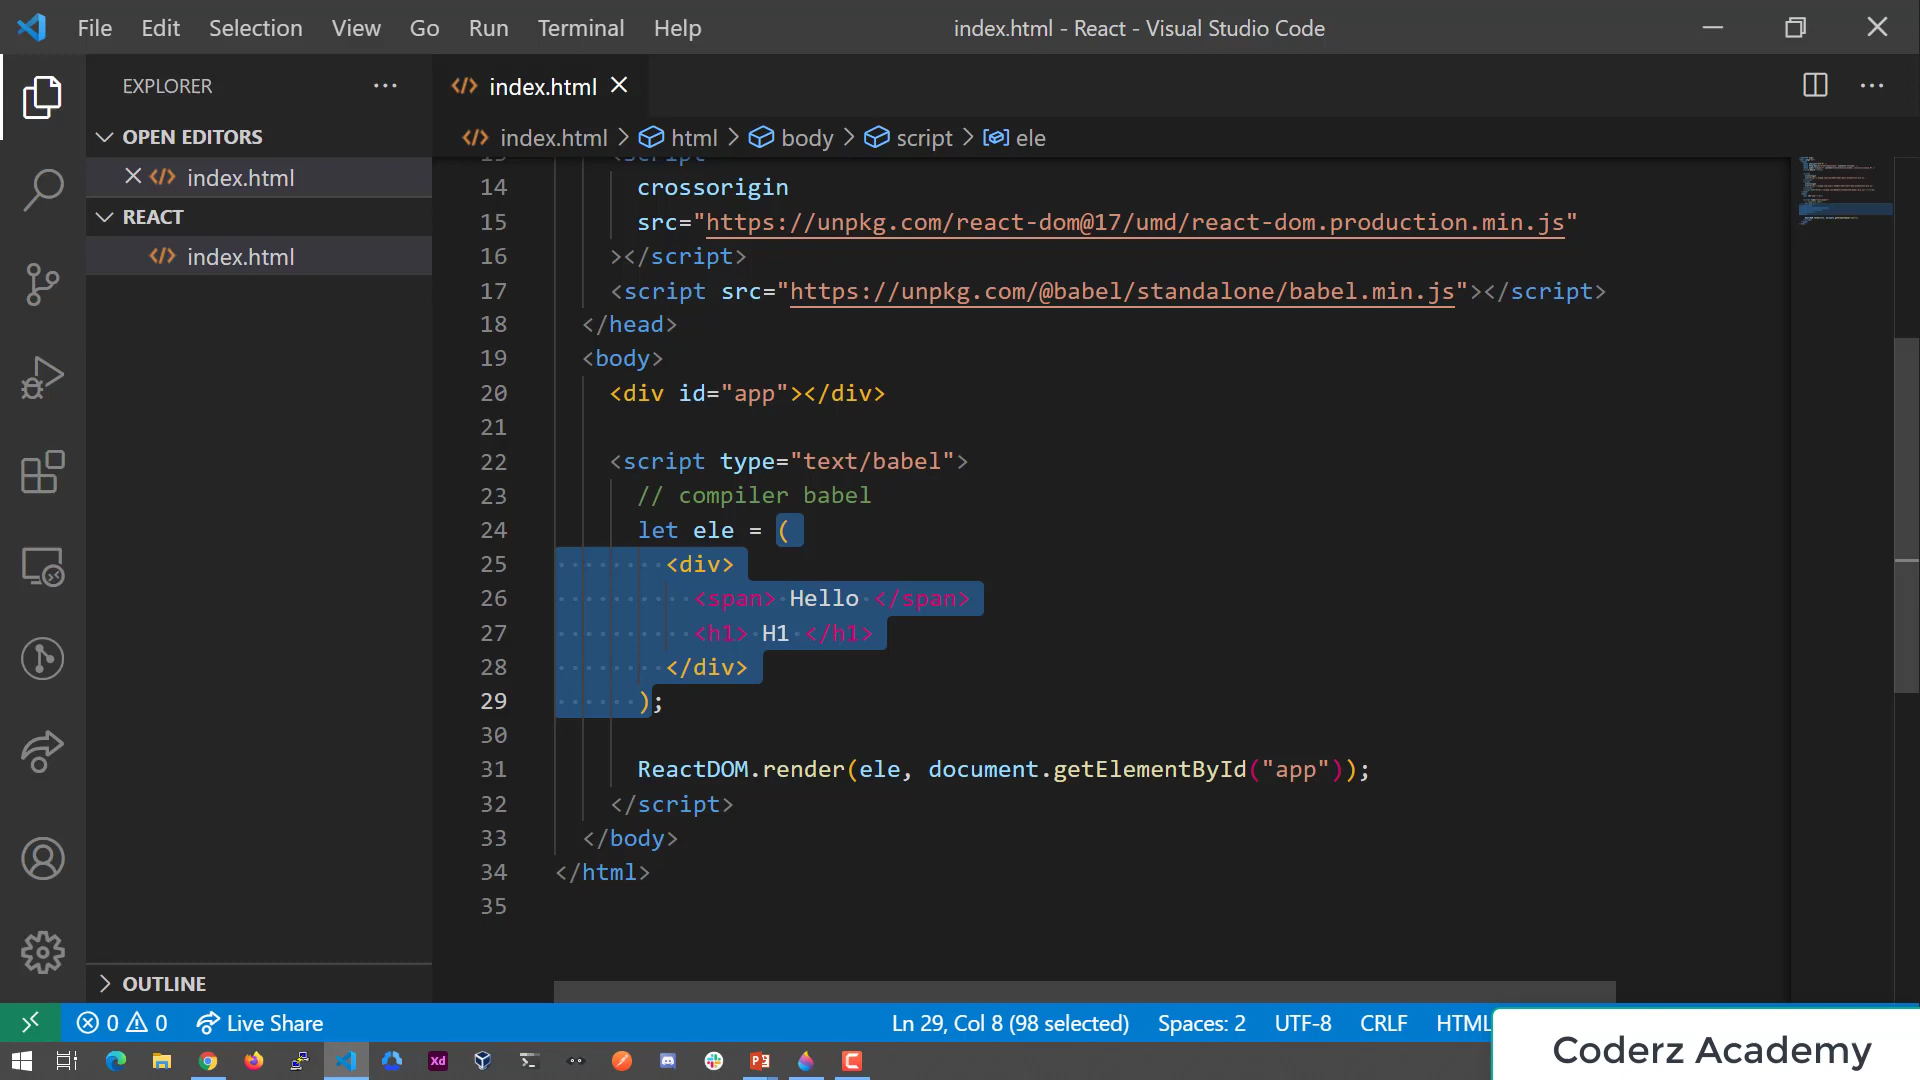 File Edit Selection View Go Run Terminal Help
index.html - React - Visual Studio Code
EXPLORER
OPEN EDITORS
index.html
REACT
index.html
OUTLINE
index.html
index.html > html > body > script > ele
14 crossorigin
15 src="https://unpkg.com/react-dom@17/umd/react-dom.production.min.js"
16 ></script>
17 <script src="https://unpkg.com/@babel/standalone/babel.min.js"></script>
18 </head>
19 <body>
20 <div id="app"></div>
21
22 <script type="text/babel">
23 // compiler babel
24 let ele = (
25 <div>
26 <span> Hello </span>
27 <h1> H1 </h1>
28 </div>
29 );
30
31 ReactDOM.render(ele, document.getElementById("app"));
32 </script>
33 </body>
34 </html>
35
0 0 Live Share Ln 29, Col 8 (98 selected) Spaces: 2 UTF-8 CRLF HTML
Xd
Coderz Academy